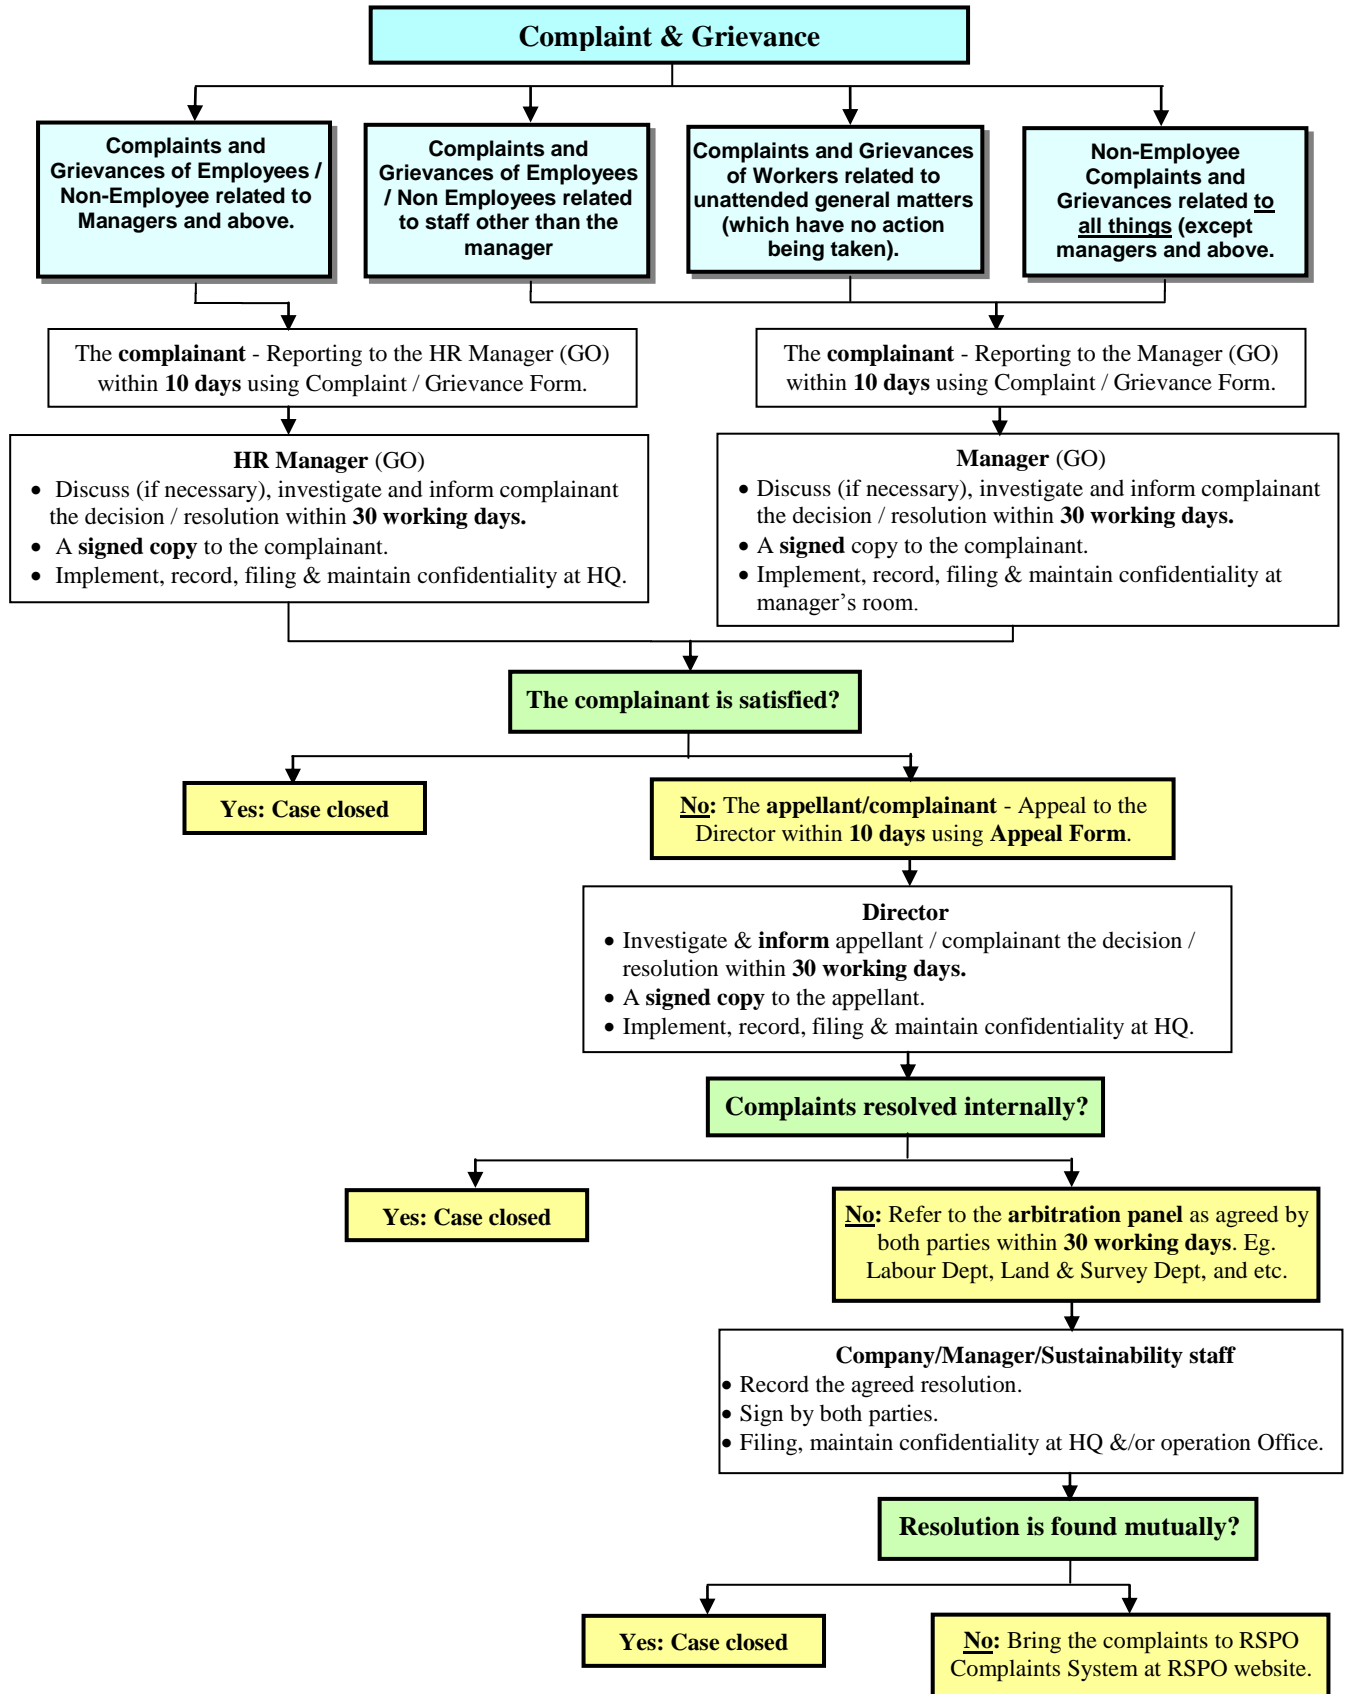 Complaint & Grievance
Complaints and
Grievances of Employees /
Non-Employee related to
Managers and above.
Complaints and
Grievances of Employees
/ Non Employees related
to staff other than the
manager
Complaints and Grievances
of Workers related to
unattended general matters
(which have no action
being taken).
Non-Employee
Complaints and
Grievances related to
all things (except
managers and above.
The complainant - Reporting to the HR Manager (GO)
within 10 days using Complaint / Grievance Form.
The complainant - Reporting to the Manager (GO)
within 10 days using Complaint / Grievance Form.
HR Manager (GO)
• Discuss (if necessary), investigate and inform complainant
the decision / resolution within 30 working days.
• A signed copy to the complainant.
• Implement, record, filing & maintain confidentiality at HQ.
Manager (GO)
• Discuss (if necessary), investigate and inform complainant
the decision / resolution within 30 working days.
• A signed copy to the complainant.
• Implement, record, filing & maintain confidentiality at
manager’s room.
The complainant is satisfied?
Yes: Case closed
No: The appellant/complainant - Appeal to the
Director within 10 days using Appeal Form.
Director
• Investigate & inform appellant / complainant the decision /
resolution within 30 working days.
• A signed copy to the appellant.
• Implement, record, filing & maintain confidentiality at HQ.
Complaints resolved internally?
Yes: Case closed
No: Refer to the arbitration panel as agreed by
both parties within 30 working days. Eg.
Labour Dept, Land & Survey Dept, and etc.
Company/Manager/Sustainability staff
• Record the agreed resolution.
• Sign by both parties.
• Filing, maintain confidentiality at HQ &/or operation Office.
Resolution is found mutually?
Yes: Case closed
No: Bring the complaints to RSPO
Complaints System at RSPO website.